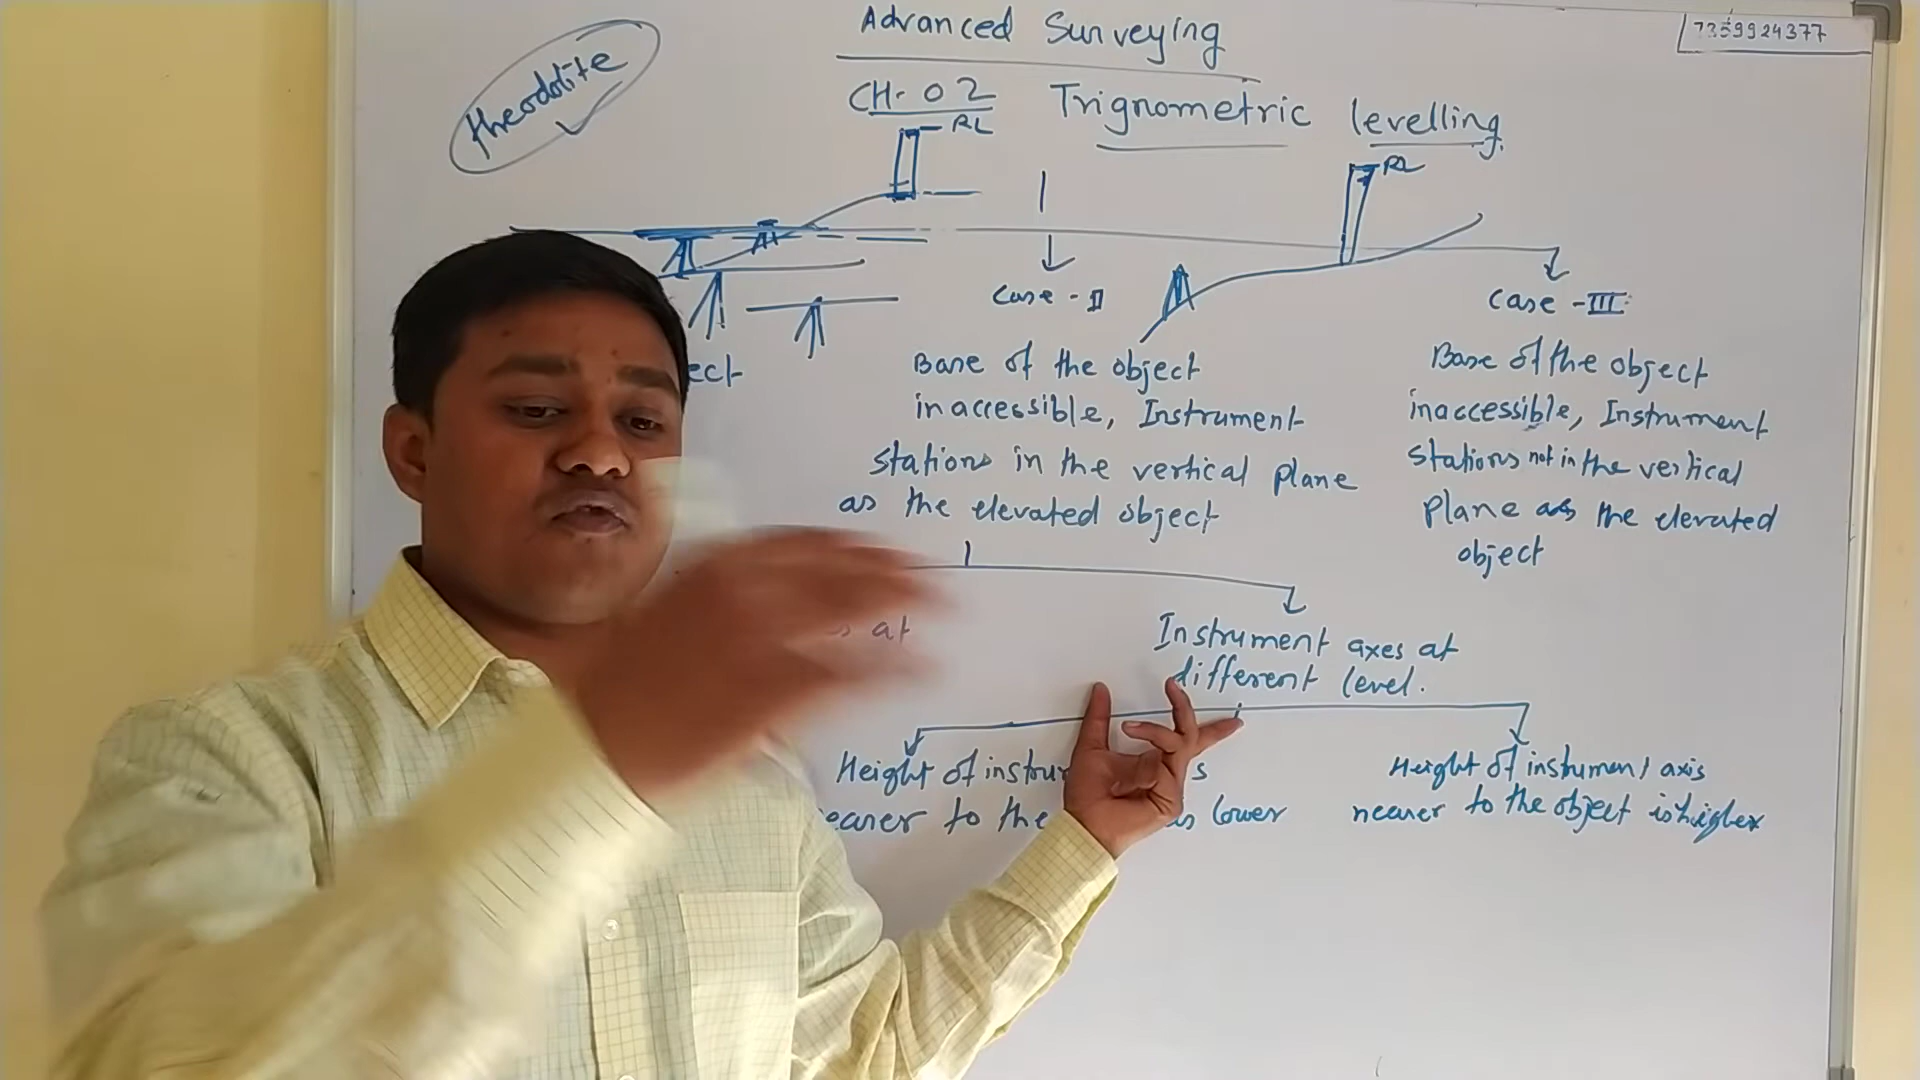 Advanced Surveying
7359924377
theodolite
CH-02 Trignometric levelling
RL
RL
Case - II
Case - III
ect
Base of the object
inaccessible, Instrument
stations in the vertical plane
as the elevated object
Base of the object
inaccessible, Instrument
stations not in the vertical
plane as the elevated
object
at
Instrument axes at
different level.
Height of instru s
earer to the is lower
Height of instrument axis
nearer to the object is higher